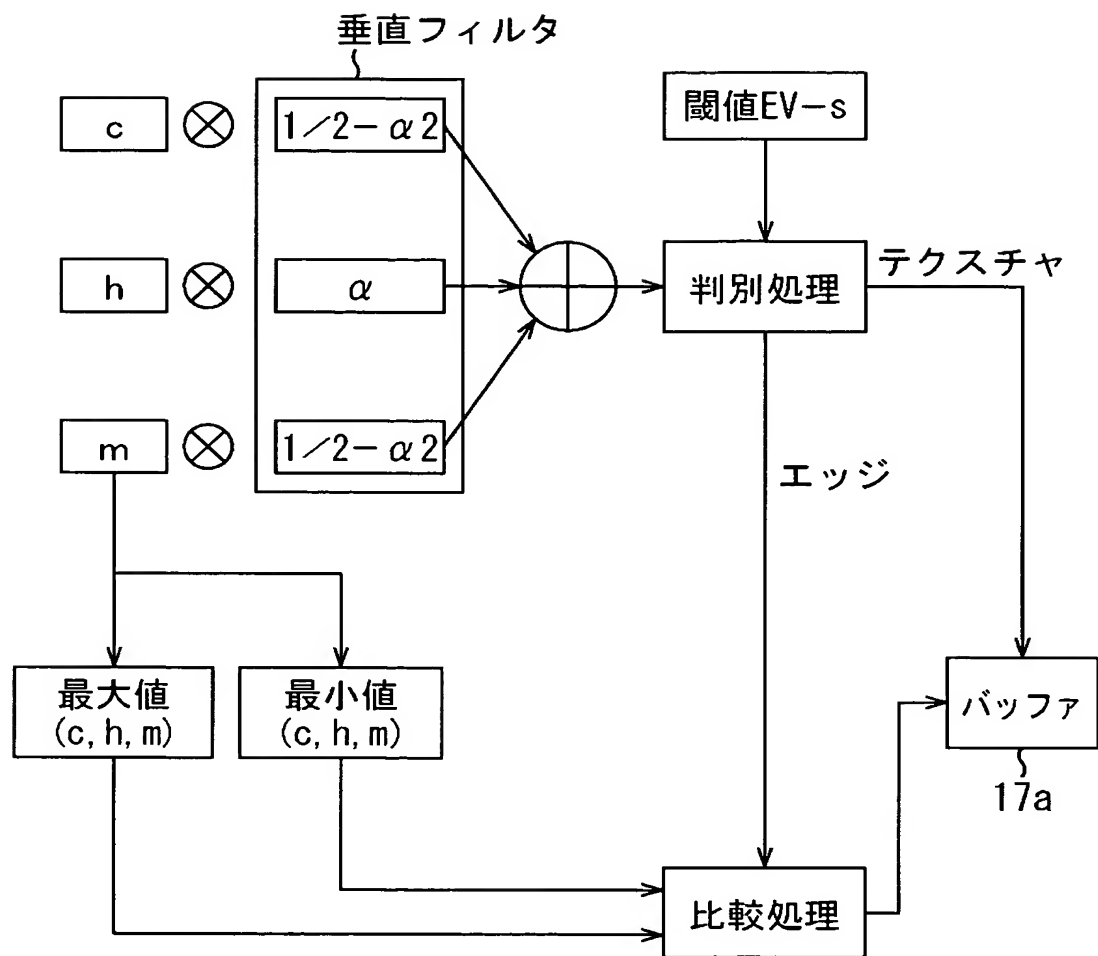 垂直フィルタ
c
1/2-α2
閾値EV-s
h
α
判別処理
テクスチャ
m
1/2-α2
エッジ
最大値
(c, h, m)
最小値
(c, h, m)
バッファ
17a
比較処理